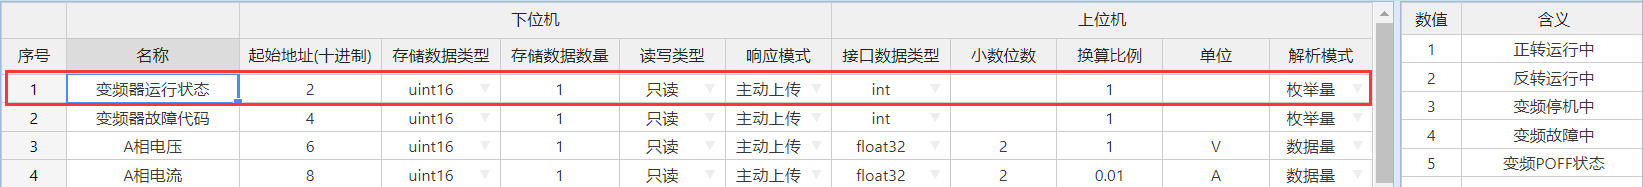 下位机 上位机 数值 含义
序号 名称 起始地址(十进制) 存储数据类型 存储数据数量 读写类型 响应模式 接口数据类型 小数位数 换算比例 单位 解析模式 1 正转运行中
1 变频器运行状态 2 uint16 1 只读 主动上传 int 1 枚举量 2 反转运行中
2 变频器故障代码 4 uint16 1 只读 主动上传 int 1 枚举量 3 变频停机中
3 A相电压 6 uint16 1 只读 主动上传 float32 2 1 V 数据量 4 变频故障中
4 A相电流 8 uint16 1 只读 主动上传 float32 2 0.01 A 数据量 5 变频POFF状态